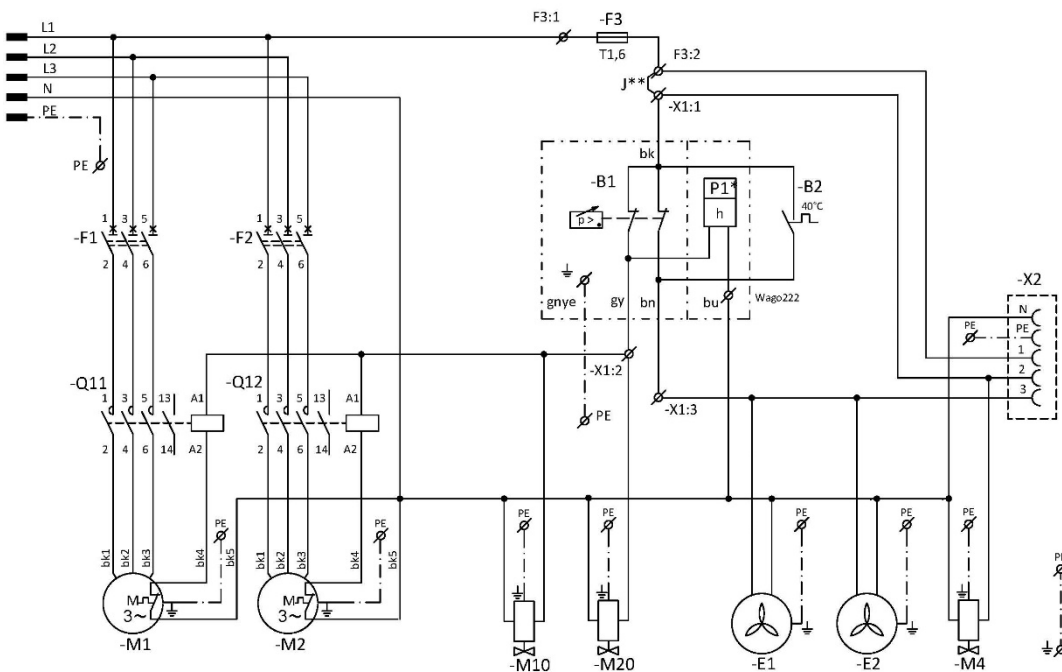 L1
L2
L3
N
PE
PE
F3:1
-F3
T1,6
F3:2
J**
-X1:1
bk
-B1
P1*
-B2
40°C
p>
h
1 3 5
-F1
2 4 6
1 3 5
-F2
2 4 6
gnye
gy
bn
bu
Wago222
-X2
N
PE
PE
1
2
3
-X1:2
-X1:3
PE
-Q11
1 3 5 13
A1
2 4 6 14
A2
-Q12
1 3 5 13
A1
2 4 6 14
A2
bk1
bk2
bk3
bk4
bk5
PE
bk1
bk2
bk3
bk4
bk5
PE
PE
PE
PE
PE
PE
PE
M
3~
M
3~
-M1
-M2
-M10
-M20
-E1
-E2
-M4